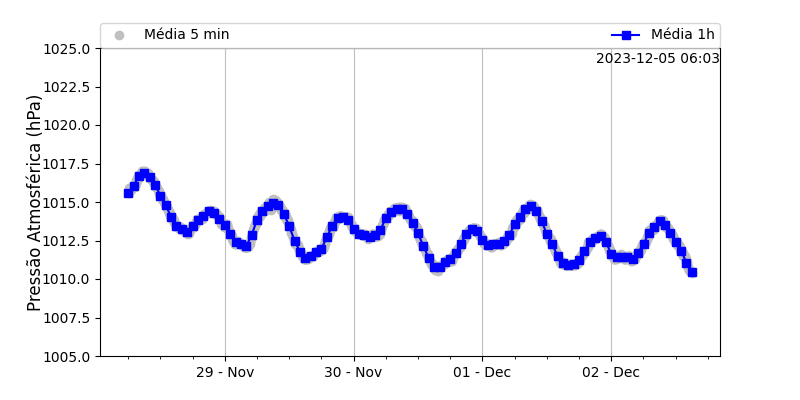 Média 5 min
Média 1h
2023-12-05 06:03
Pressão Atmosférica (hPa)
1025.0
1022.5
1020.0
1017.5
1015.0
1012.5
1010.0
1007.5
1005.0
29 - Nov
30 - Nov
01 - Dec
02 - Dec